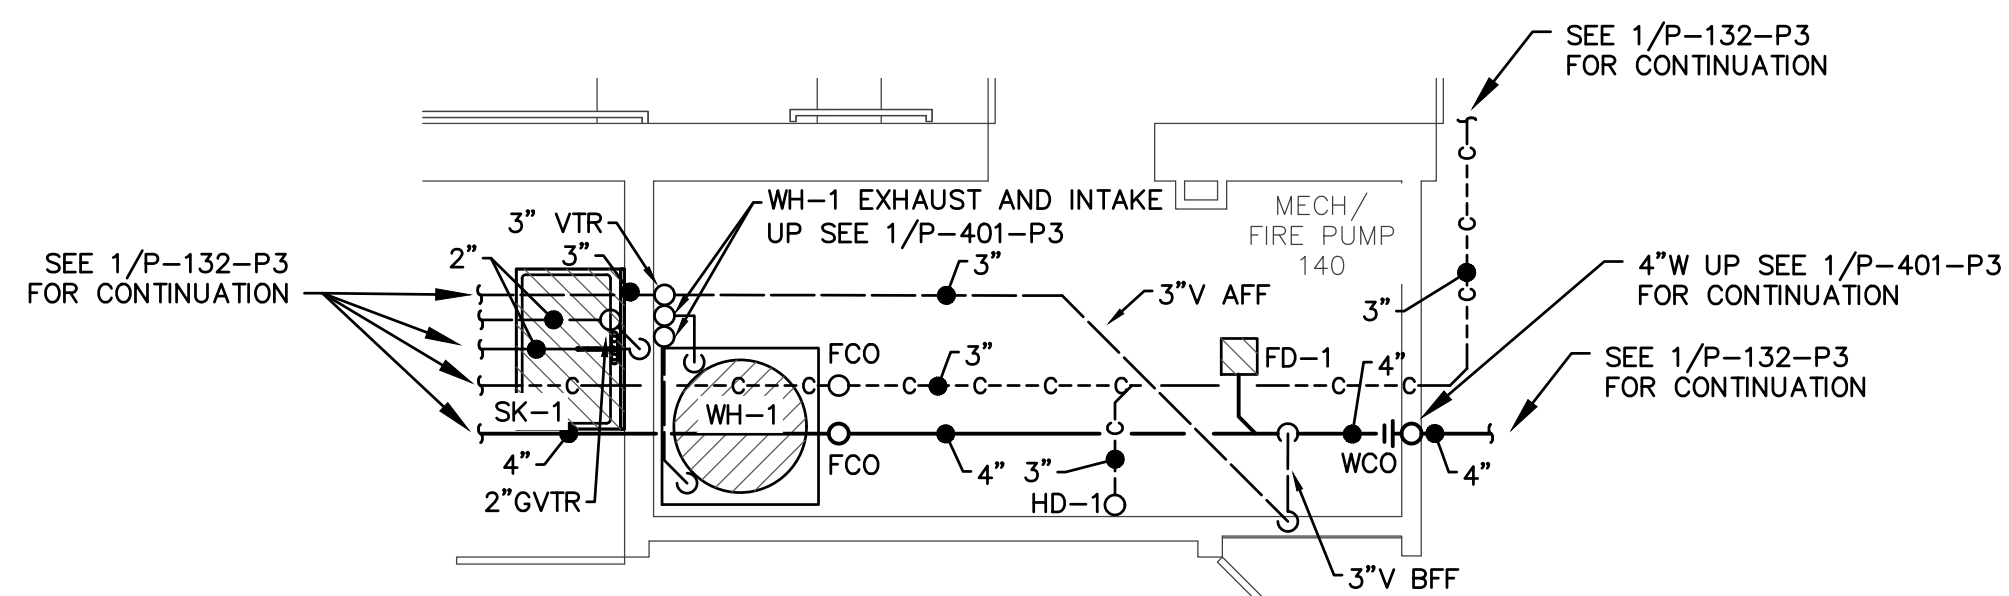 SEE 1/P-132-P3
FOR CONTINUATION
WH-1 EXHAUST AND INTAKE
UP SEE 1/P-401-P3
MECH/
FIRE PUMP
140
3" VTR
3"
2"
SEE 1/P-132-P3
FOR CONTINUATION
3"
3"V AFF
4"W UP SEE 1/P-401-P3
FOR CONTINUATION
3"
FCO
3"
FD-1
4"
SEE 1/P-132-P3
FOR CONTINUATION
C
C
C
C
C
C
C
C
C
C
C
C
C
SK-1
WH-1
4"
FCO
4"
3"
WCO
4"
2"GVTR
HD-1
3"V BFF